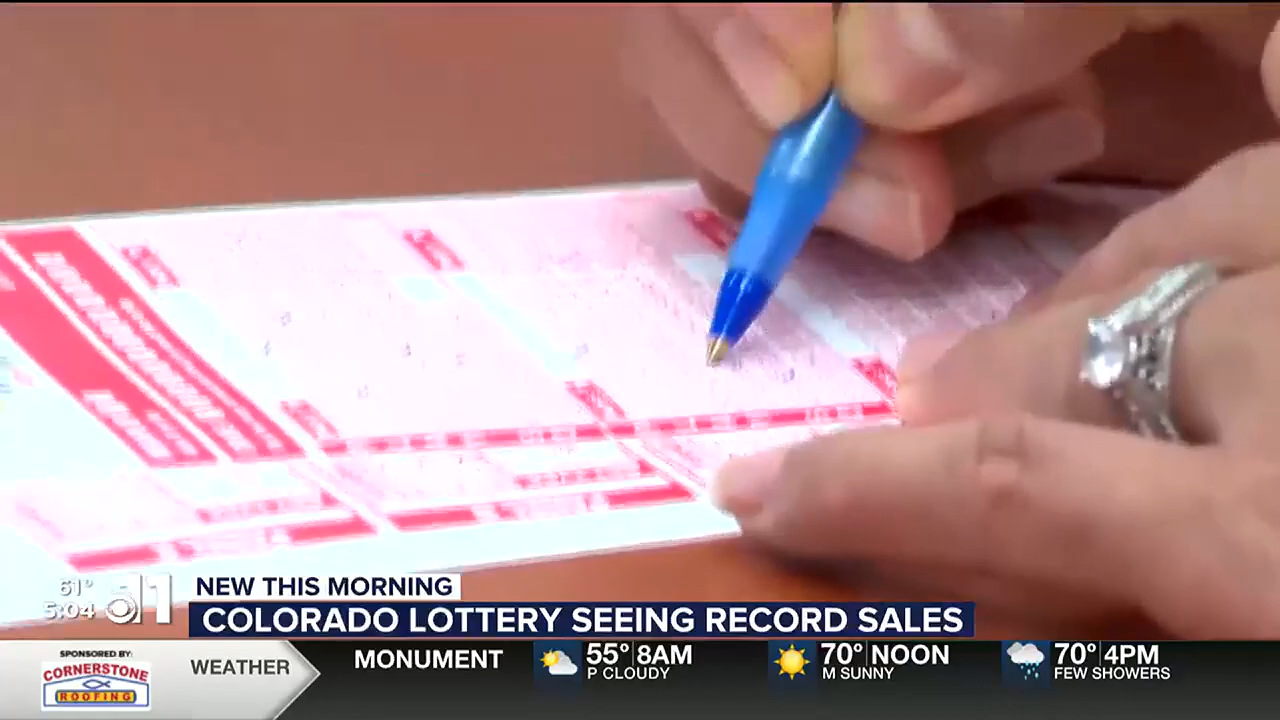 61°
5:04
11
NEW THIS MORNING
COLORADO LOTTERY SEEING RECORD SALES
SPONSORED BY:
CORNERSTONE
ROOFING
WEATHER
MONUMENT
55° 8AM
P CLOUDY
70° NOON
M SUNNY
70° 4PM
FEW SHOWERS